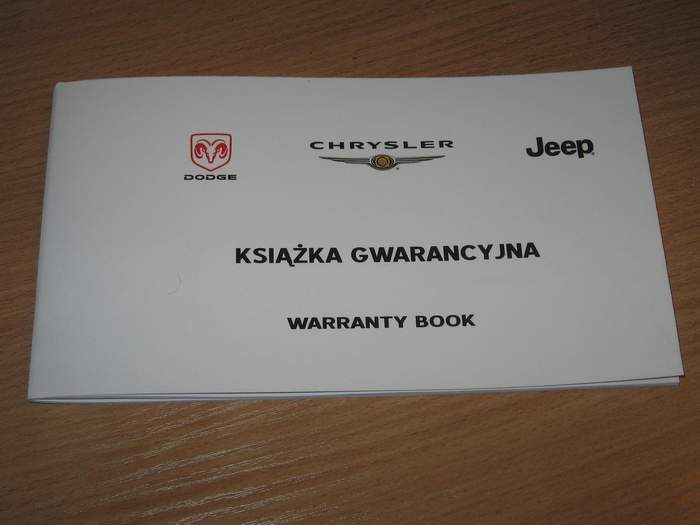 DODGE
CHRYSLER
Jeep
KSIĄŻKA GWARANCYJNA
WARRANTY BOOK